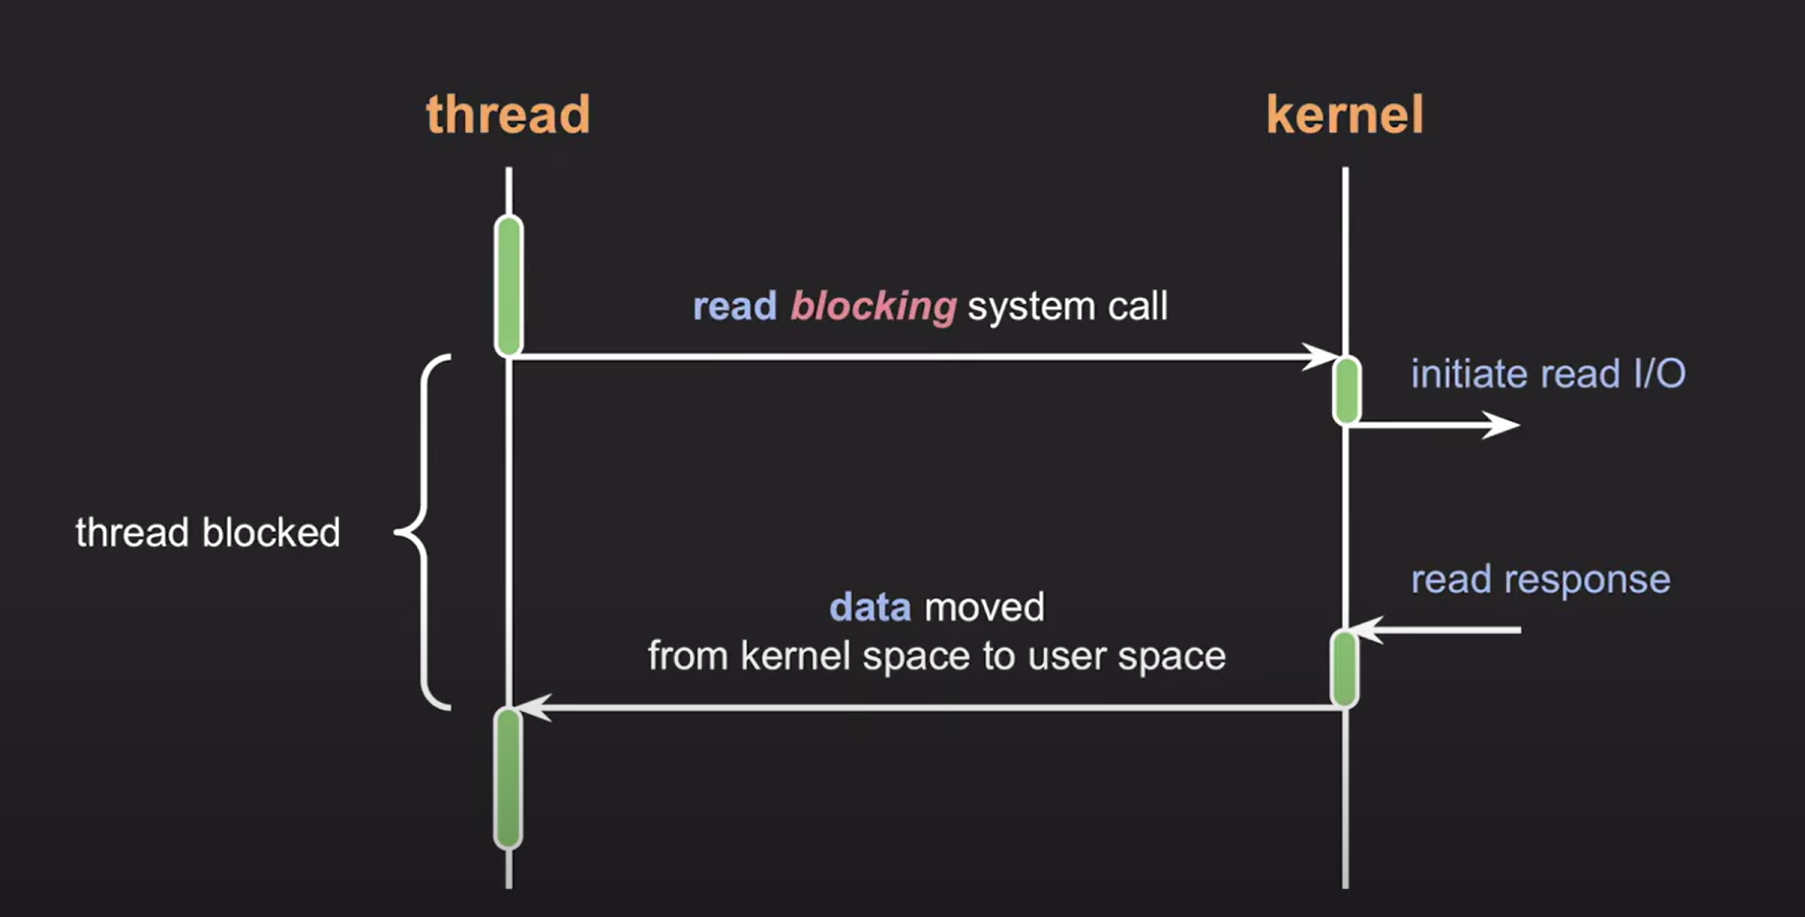 thread
kernel
read blocking system call
initiate read I/O
thread blocked
read response
data moved
from kernel space to user space